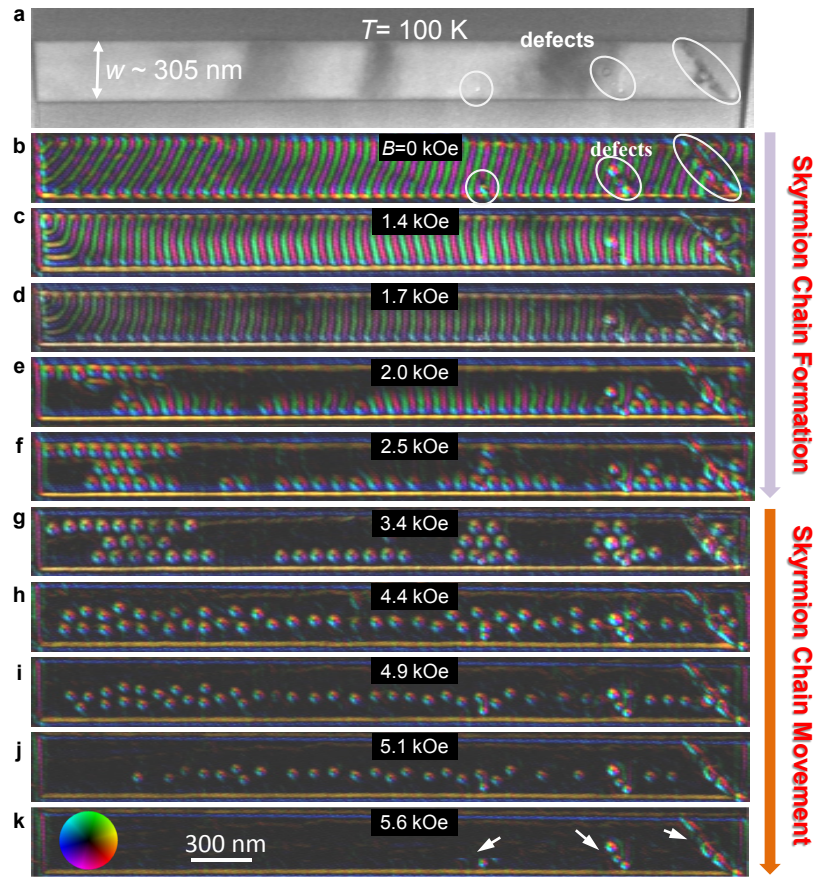 a
T= 100 K
defects
w ~ 305 nm
b
B=0 kOe
defects
c
1.4 kOe
d
1.7 kOe
e
2.0 kOe
f
2.5 kOe
Skyrmion Chain Formation
g
3.4 kOe
h
4.4 kOe
i
4.9 kOe
j
5.1 kOe
k
5.6 kOe
300 nm
Skyrmion Chain Movement